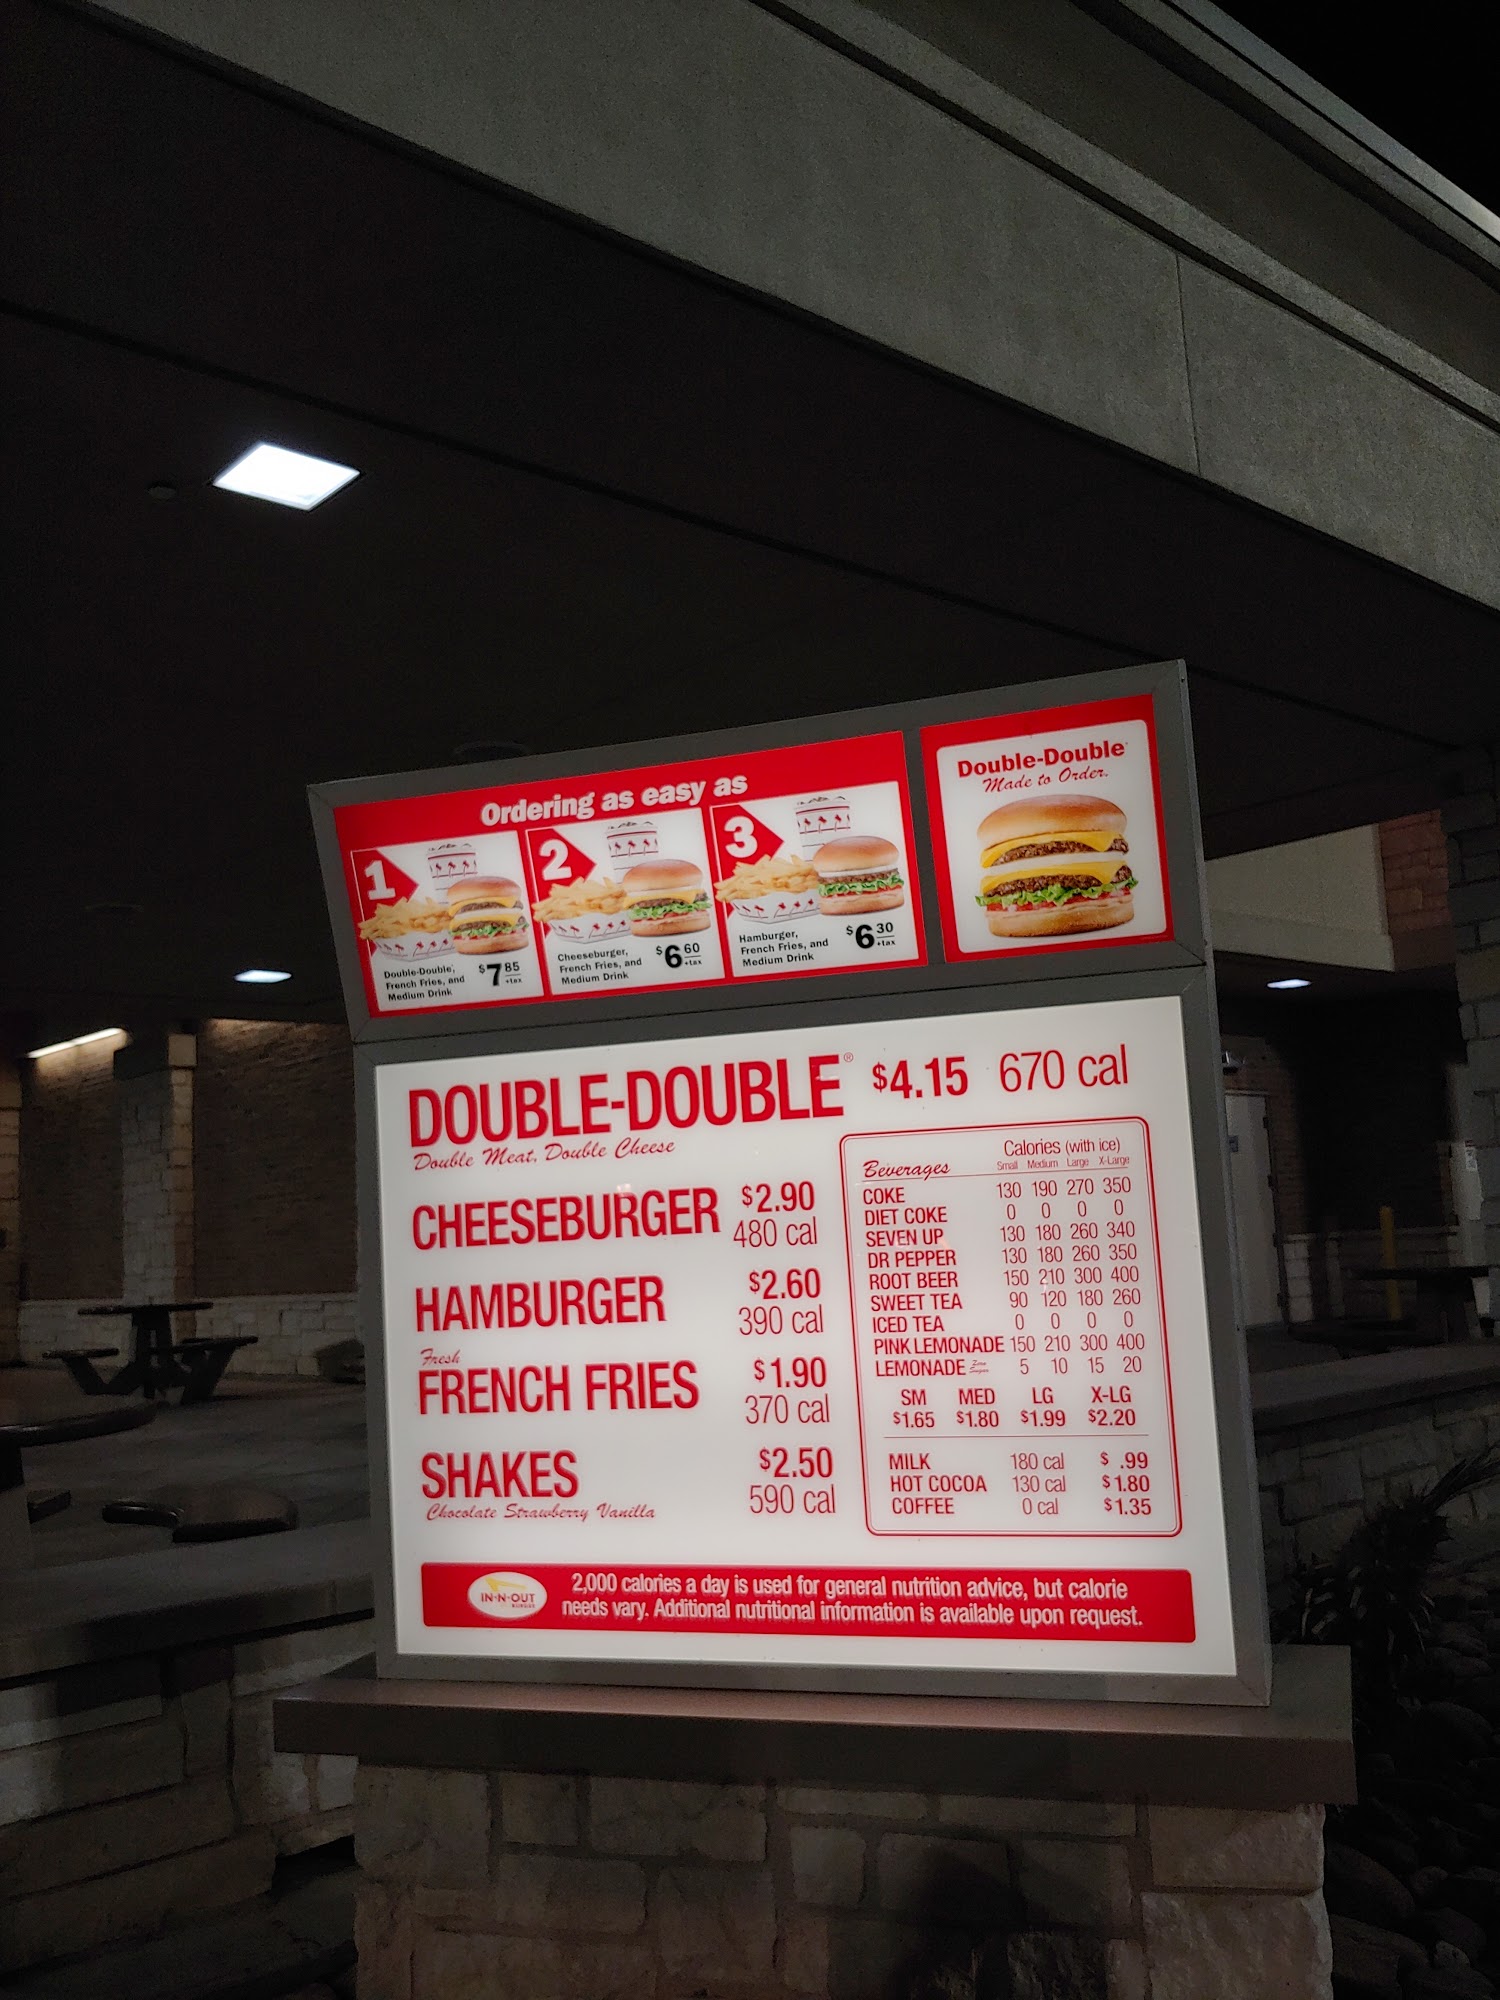 Ordering as easy as
1
Double-Double,
French Fries, and
Medium Drink
$7 85
+tax
2
Cheeseburger,
French Fries, and
Medium Drink
$6 60
+tax
3
Hamburger,
French Fries, and
Medium Drink
$6 30
+tax
Double-Double®
Made to Order.
DOUBLE-DOUBLE® $4.15 670 cal
Double Meat, Double Cheese
CHEESEBURGER $2.90
480 cal
HAMBURGER $2.60
390 cal
Fresh
FRENCH FRIES $1.90
370 cal
SHAKES $2.50
590 cal
Chocolate Strawberry Vanilla
Calories (with ice)
Beverages Small Medium Large X-Large
COKE 130 190 270 350
DIET COKE 0 0 0 0
SEVEN UP 130 180 260 340
DR PEPPER 130 180 260 350
ROOT BEER 150 210 300 400
SWEET TEA 90 120 180 260
ICED TEA 0 0 0 0
PINK LEMONADE 150 210 300 400
LEMONADE Zero Sugar 5 10 15 20
SM MED LG X-LG
$1.65 $1.80 $1.99 $2.20
MILK 180 cal $ .99
HOT COCOA 130 cal $1.80
COFFEE 0 cal $1.35
IN-N-OUT
BURGER
2,000 calories a day is used for general nutrition advice, but calorie
needs vary. Additional nutritional information is available upon request.